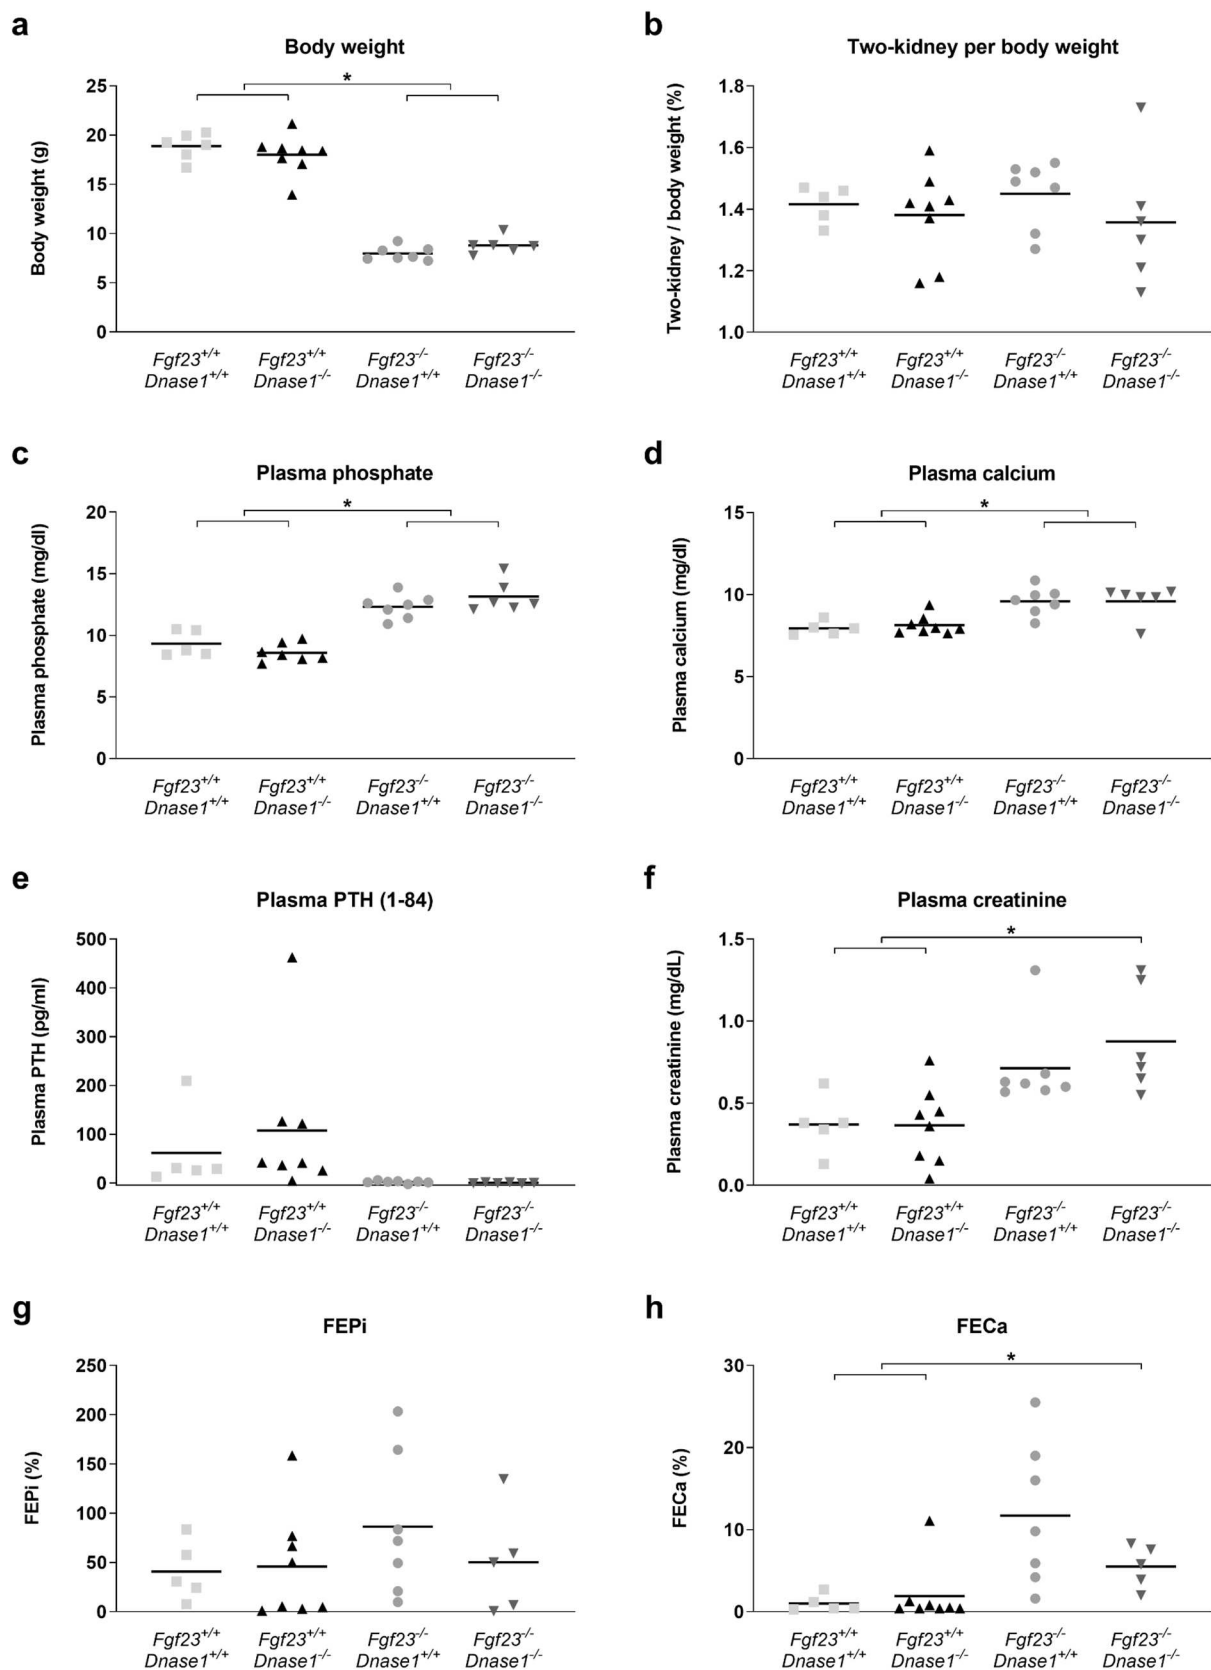 a
Body weight
*
25
20
15
10
5
0
Body weight (g)
Fgf23+/+ Fgf23+/+ Fgf23-/- Fgf23-/-
Dnase1+/+ Dnase1-/- Dnase1+/+ Dnase1-/-
b
Two-kidney per body weight
1.8
1.6
1.4
1.2
1.0
Two-kidney / body weight (%)
Fgf23+/+ Fgf23+/+ Fgf23-/- Fgf23-/-
Dnase1+/+ Dnase1-/- Dnase1+/+ Dnase1-/-
c
Plasma phosphate
*
20
15
10
5
0
Plasma phosphate (mg/dl)
Fgf23+/+ Fgf23+/+ Fgf23-/- Fgf23-/-
Dnase1+/+ Dnase1-/- Dnase1+/+ Dnase1-/-
d
Plasma calcium
*
15
10
5
0
Plasma calcium (mg/dl)
Fgf23+/+ Fgf23+/+ Fgf23-/- Fgf23-/-
Dnase1+/+ Dnase1-/- Dnase1+/+ Dnase1-/-
e
Plasma PTH (1-84)
500
400
300
200
100
0
Plasma PTH (pg/ml)
Fgf23+/+ Fgf23+/+ Fgf23-/- Fgf23-/-
Dnase1+/+ Dnase1-/- Dnase1+/+ Dnase1-/-
f
Plasma creatinine
*
1.5
1.0
0.5
0.0
Plasma creatinine (mg/dL)
Fgf23+/+ Fgf23+/+ Fgf23-/- Fgf23-/-
Dnase1+/+ Dnase1-/- Dnase1+/+ Dnase1-/-
g
FEPi
250
200
150
100
50
0
FEPi (%)
Fgf23+/+ Fgf23+/+ Fgf23-/- Fgf23-/-
Dnase1+/+ Dnase1-/- Dnase1+/+ Dnase1-/-
h
FECa
*
30
20
10
0
FECa (%)
Fgf23+/+ Fgf23+/+ Fgf23-/- Fgf23-/-
Dnase1+/+ Dnase1-/- Dnase1+/+ Dnase1-/-